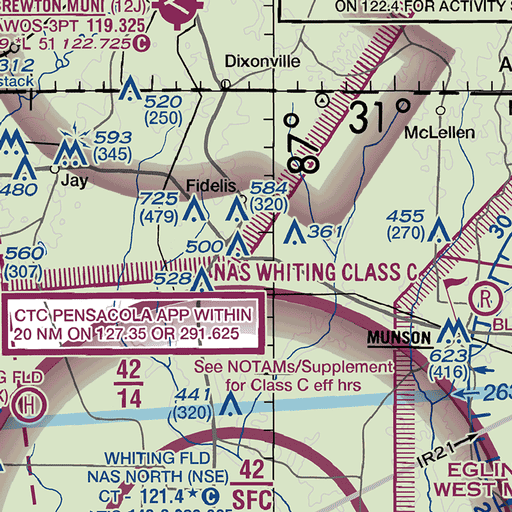 BREWTON MUNI (12J)
AWOS-3PT 119.325
L 51 122.725 C
ON 122.4 FOR ACTIVITY
312
stack
Dixonville
520
(250)
31°
McLellen
593
(345)
480
Jay
87°
Fidelis
725
(479)
584
(320)
361
455
(270)
500
30
560
(307)
528
NAS WHITING CLASS C
CTC PENSACOLA APP WITHIN
20 NM ON 127.35 OR 291.625
R
MUNSON
623
(416)
See NOTAMs/Supplement
for Class C eff hrs
42
14
FLD
H
441
(320)
263
IR21
WHITING FLD
NAS NORTH (NSE)
CT - 121.4 * C
42
SFC
EGLIN
WEST